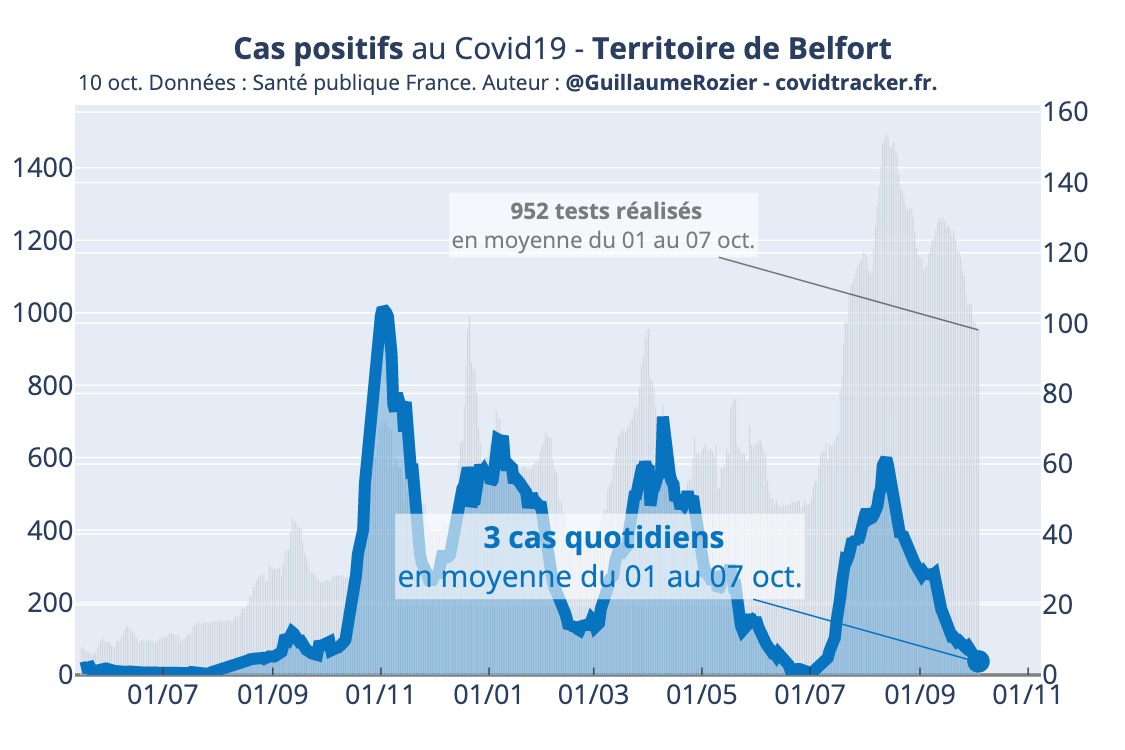 Cas positifs au Covid19 - Territoire de Belfort
10 oct. Données : Santé publique France. Auteur : @GuillaumeRozier - covidtracker.fr.
160
1400
140
952 tests réalisés
en moyenne du 01 au 07 oct.
1200
120
1000
100
800
80
600
60
400
40
3 cas quotidiens
en moyenne du 01 au 07 oct.
200
20
0
0
01/07 01/09 01/11 01/01 01/03 01/05 01/07 01/09 01/11